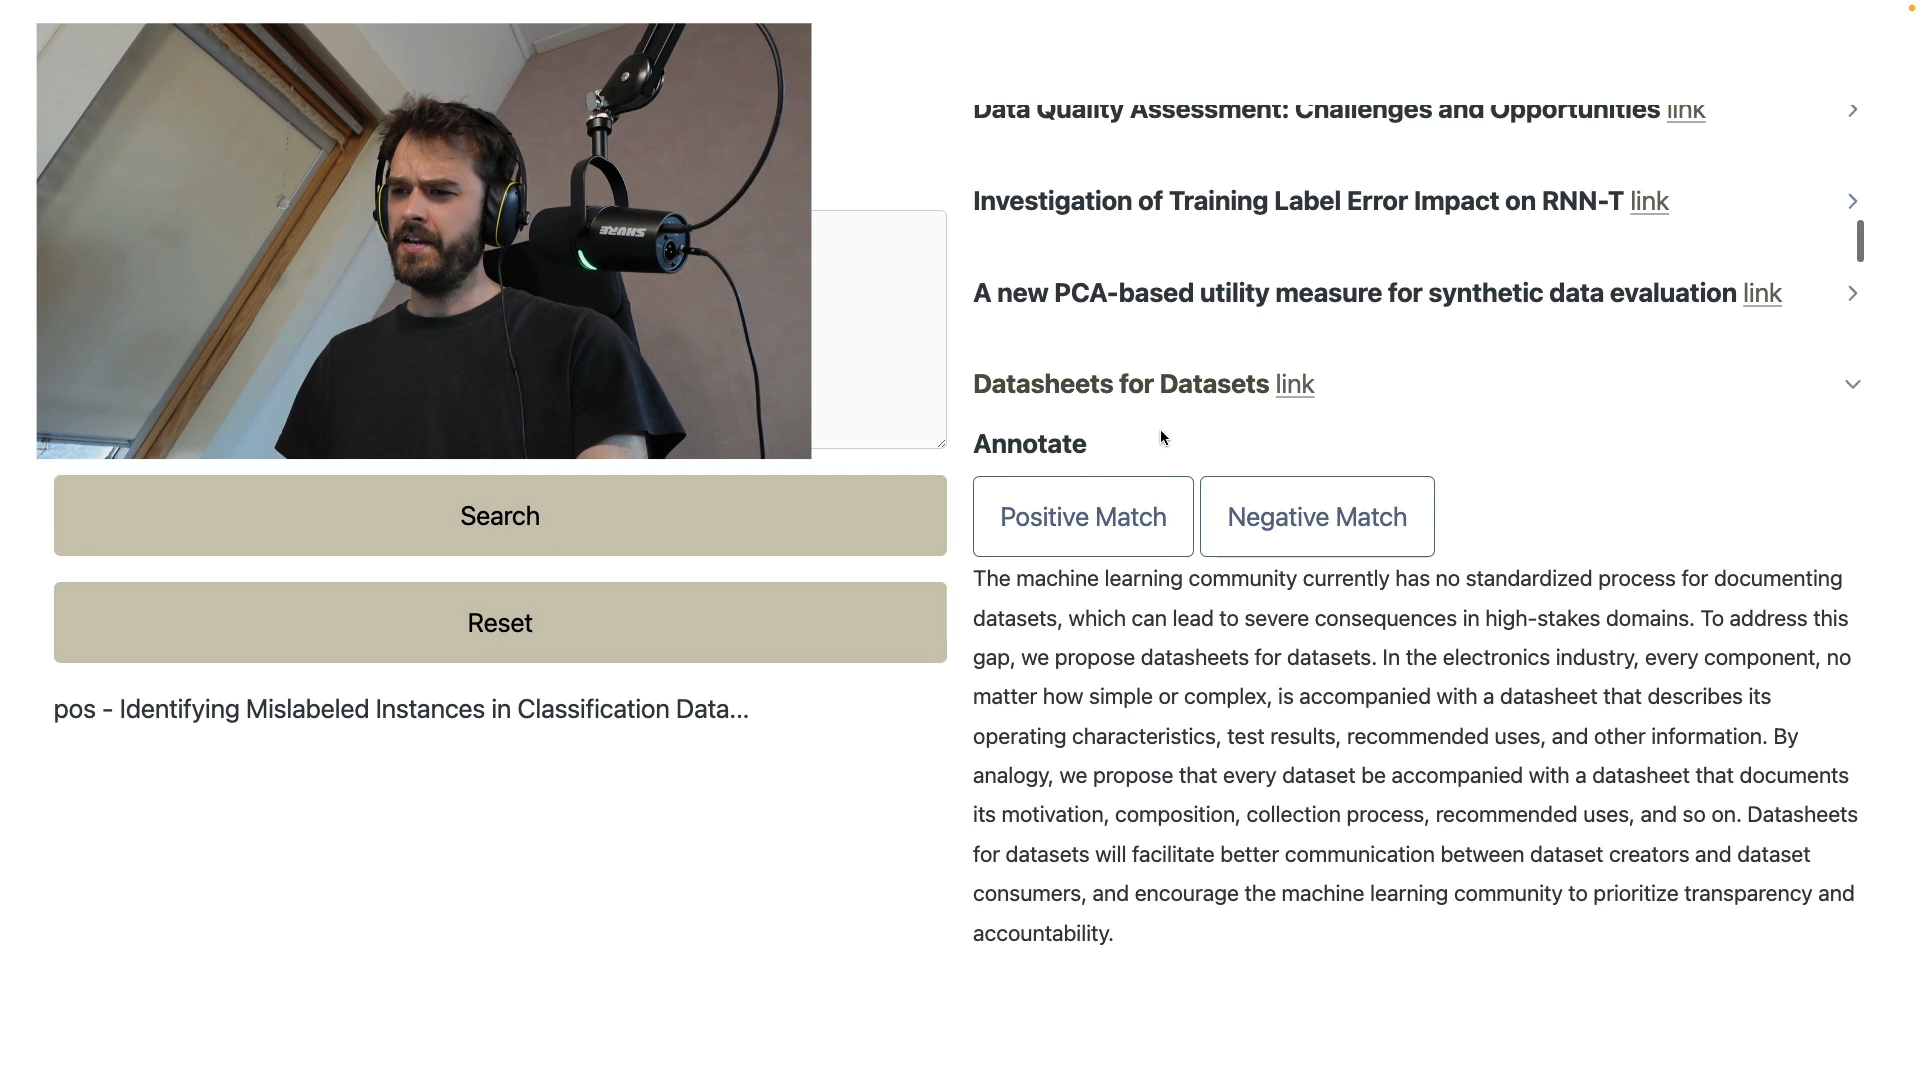 SHURE
Search
Reset
pos - Identifying Mislabeled Instances in Classification Data...
Data Quality Assessment: Challenges and Opportunities link
Investigation of Training Label Error Impact on RNN-T link
A new PCA-based utility measure for synthetic data evaluation link
Datasheets for Datasets link
Annotate
Positive Match Negative Match
The machine learning community currently has no standardized process for documenting
datasets, which can lead to severe consequences in high-stakes domains. To address this
gap, we propose datasheets for datasets. In the electronics industry, every component, no
matter how simple or complex, is accompanied with a datasheet that describes its
operating characteristics, test results, recommended uses, and other information. By
analogy, we propose that every dataset be accompanied with a datasheet that documents
its motivation, composition, collection process, recommended uses, and so on. Datasheets
for datasets will facilitate better communication between dataset creators and dataset
consumers, and encourage the machine learning community to prioritize transparency and
accountability.